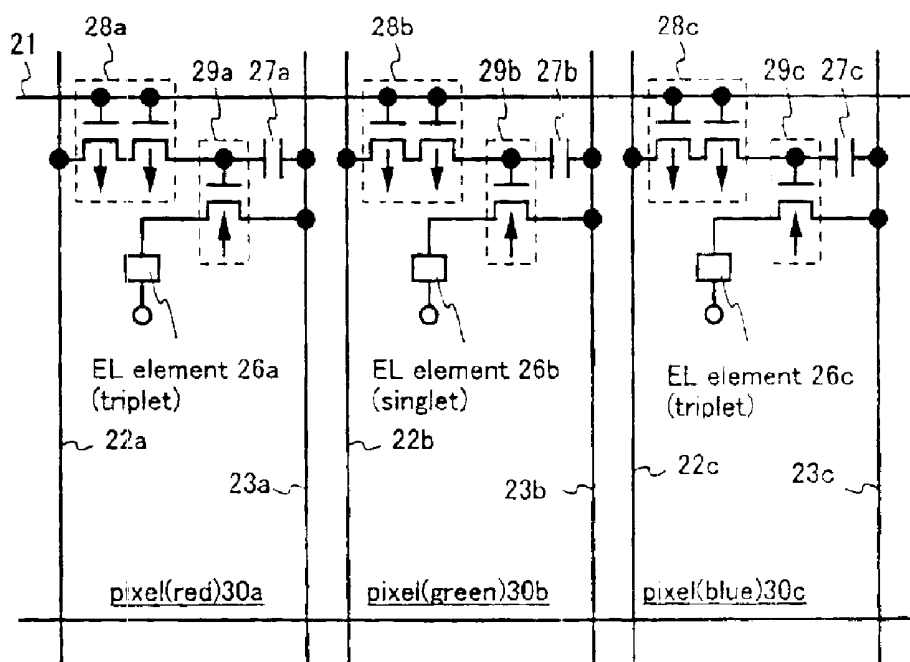 28a
28b
28c
21
29a
27a
29b
27b
29c
27c
EL element 26a
(triplet)
EL element 26b
(singlet)
EL element 26c
(triplet)
22a
22b
22c
23a
23b
23c
pixel(red)30a
pixel(green)30b
pixel(blue)30c